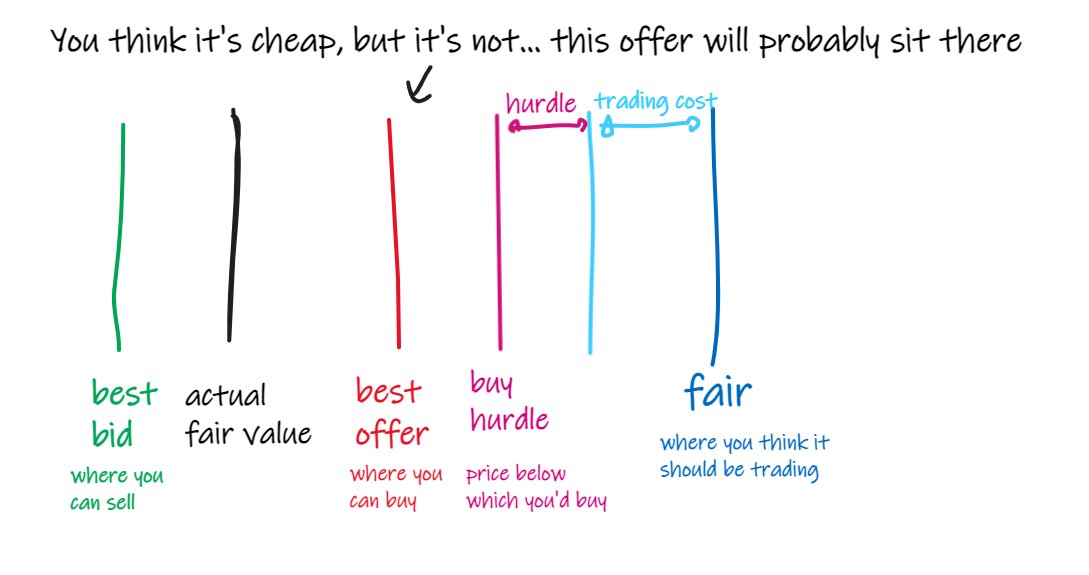 You think it's cheap, but it's not... this offer will probably sit there
hurdle
trading cost
best
bid
where you
can sell
actual
fair value
best
offer
where you
can buy
buy
hurdle
price below
which you'd buy
fair
where you think it
should be trading